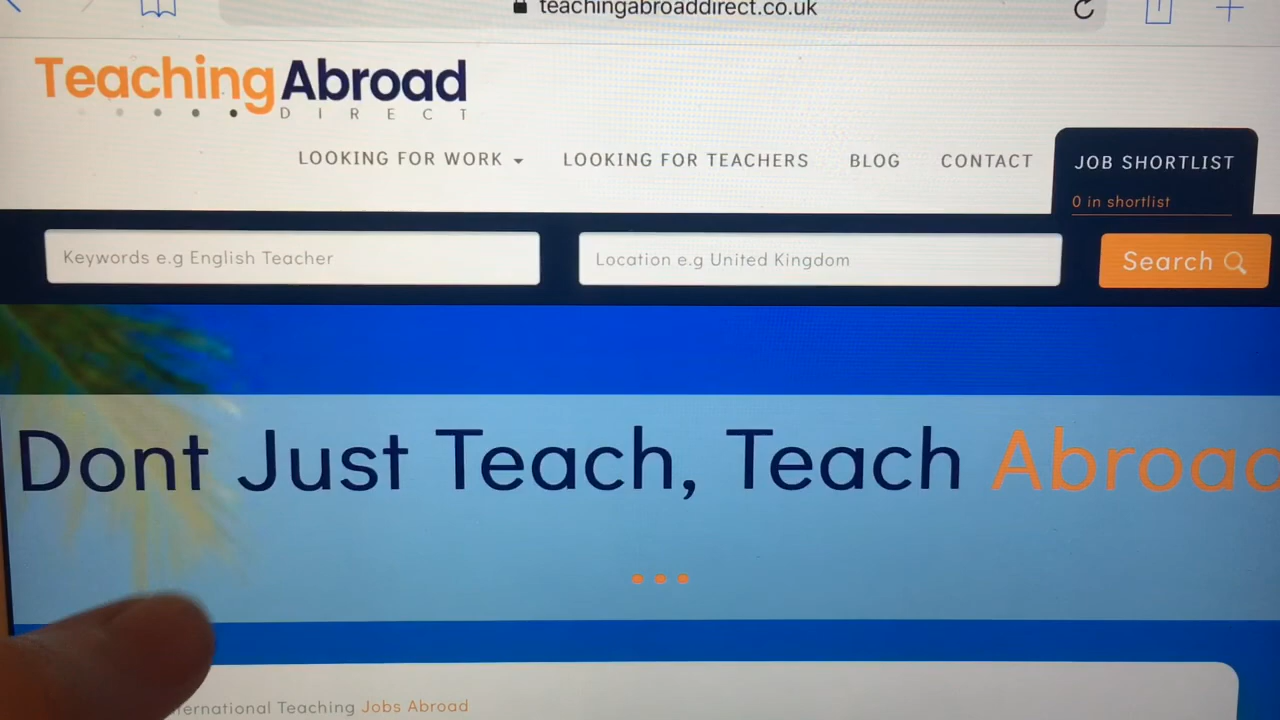 teachingabroaddirect.co.uk
TeachingAbroad
DIRECT
LOOKING FOR WORK LOOKING FOR TEACHERS BLOG CONTACT JOB SHORTLIST
0 in shortlist
Keywords e.g English Teacher Location e.g United Kingdom Search
Dont Just Teach, Teach Abroad
Teaching Jobs Abroad